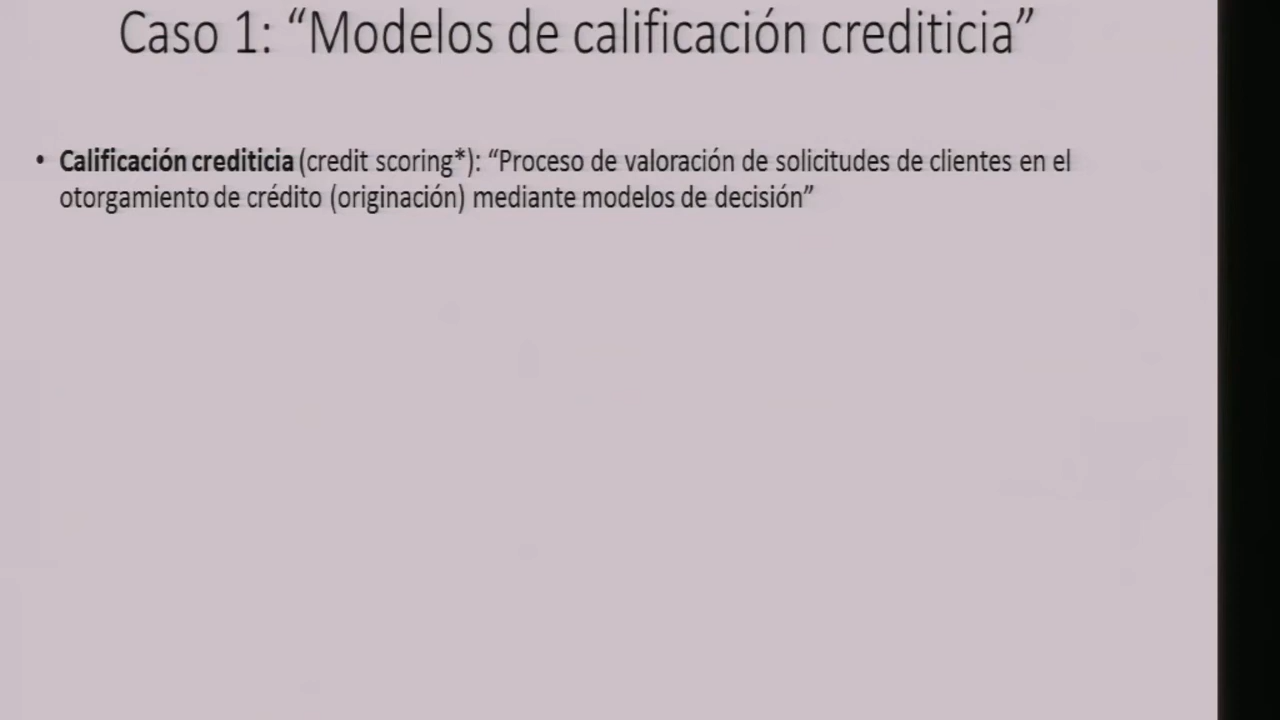 Caso 1: “Modelos de calificación crediticia”
• Calificación crediticia (credit scoring*): “Proceso de valoración de solicitudes de clientes en el
otorgamiento de crédito (originación) mediante modelos de decisión”